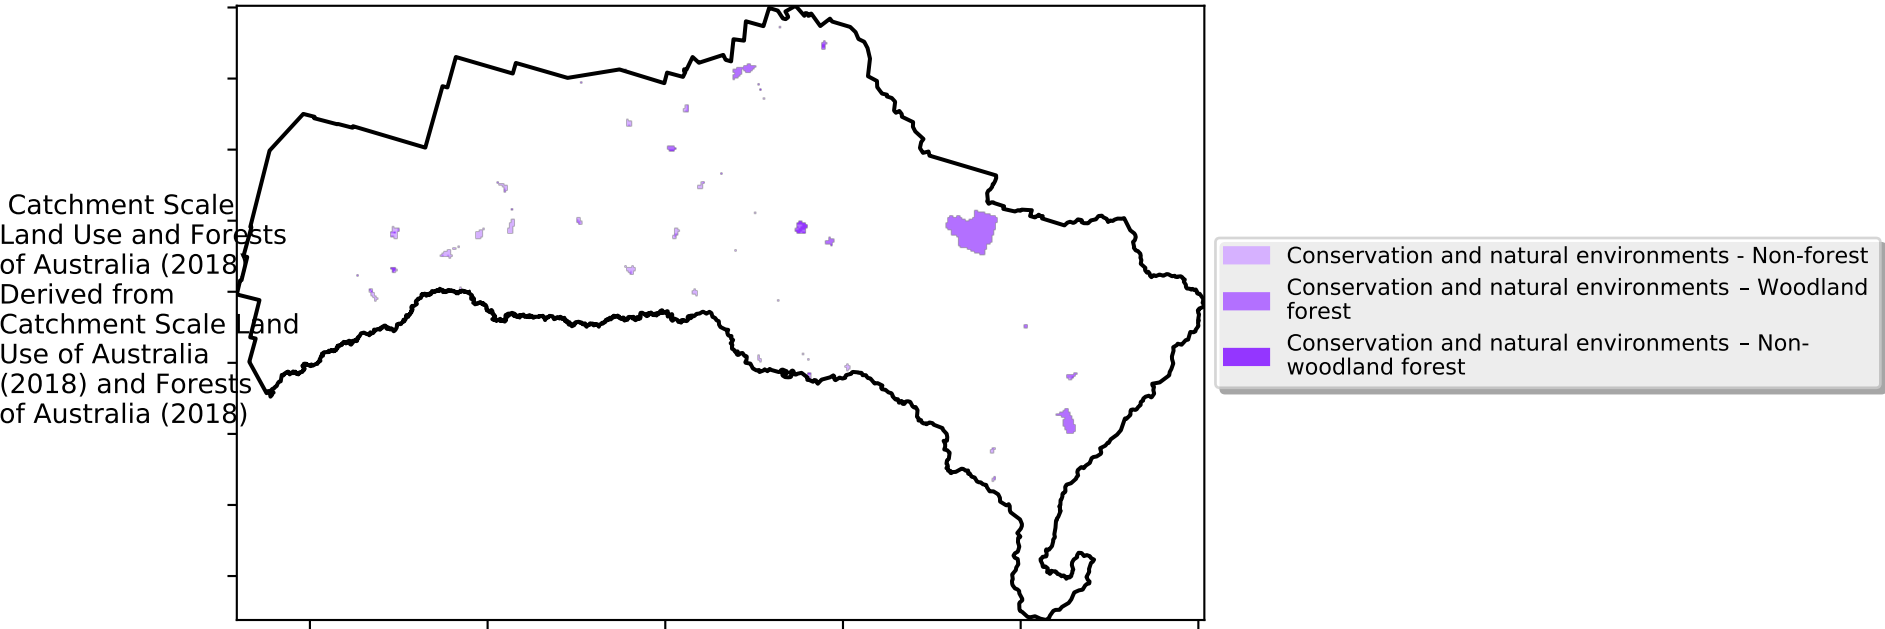 Catchment Scale
Land Use and Forests
of Australia (2018)
Derived from
Catchment Scale Land
Use of Australia
(2018) and Forests
of Australia (2018)
Conservation and natural environments - Non-forest
Conservation and natural environments – Woodland
forest
Conservation and natural environments – Non-
woodland forest